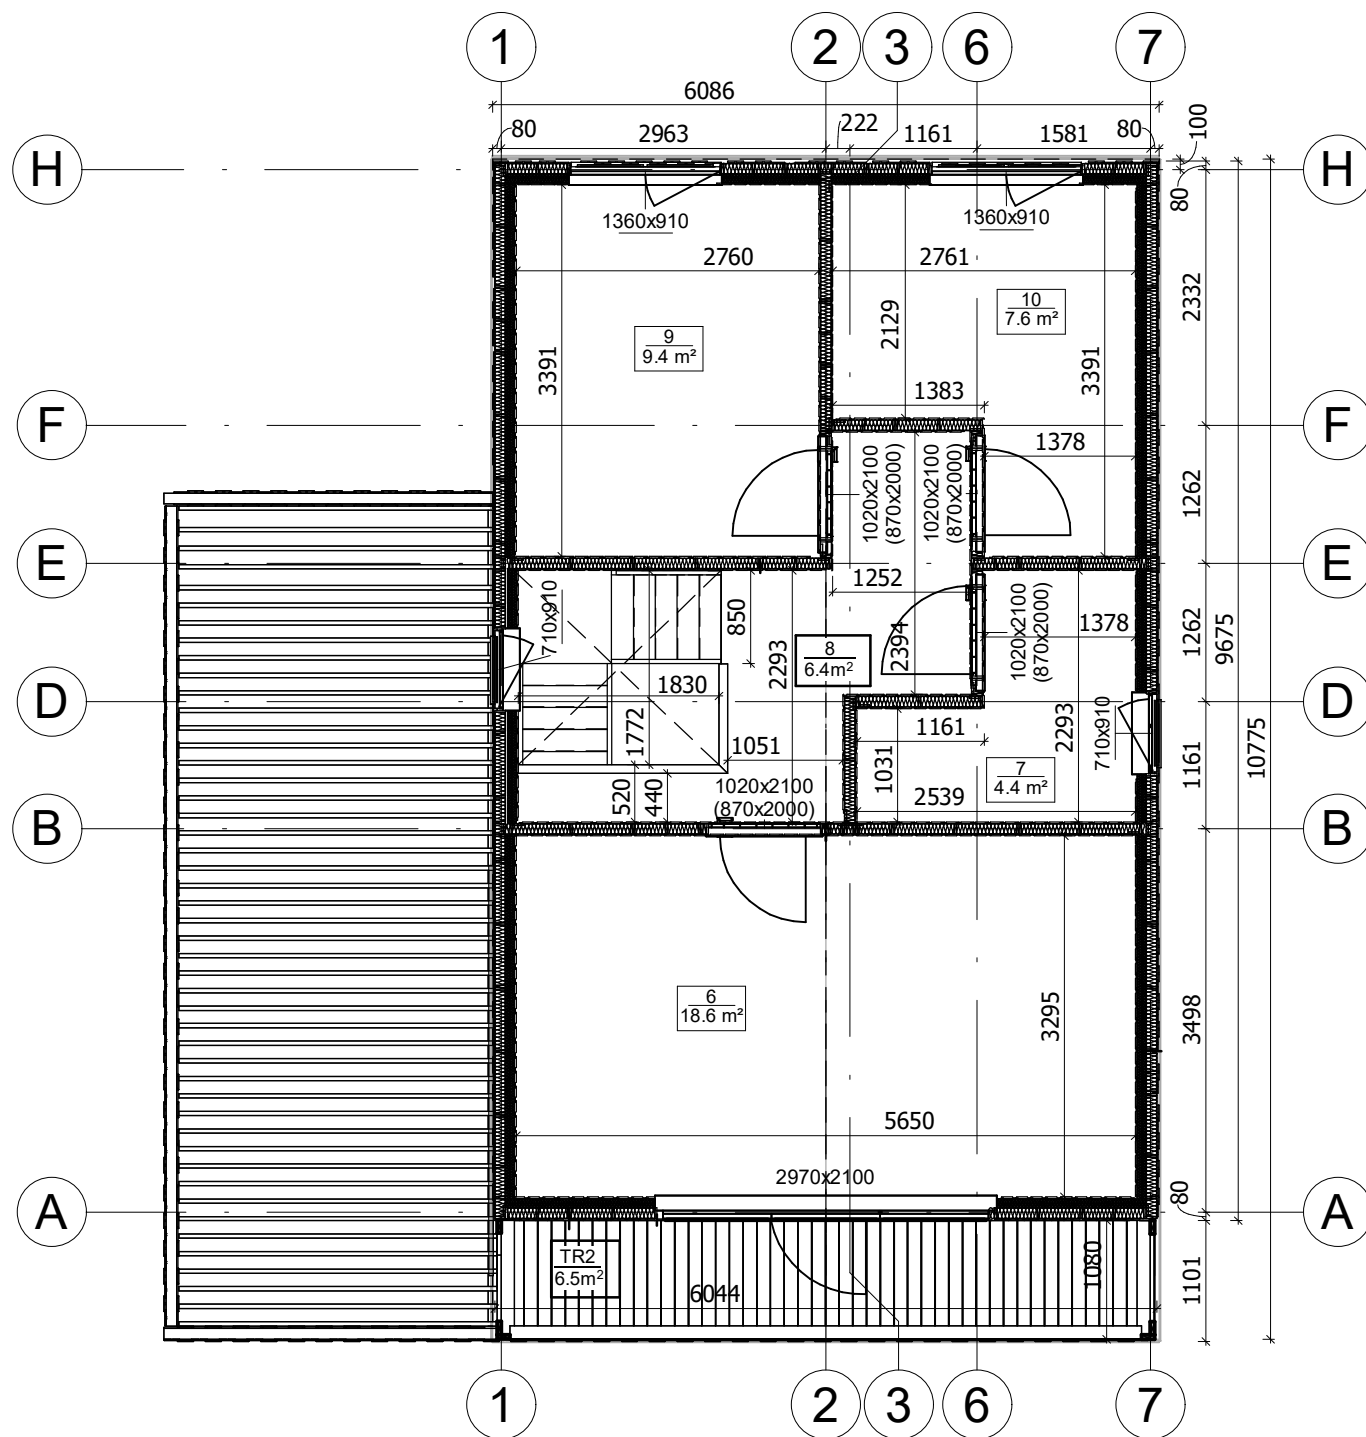 1
2
3
6
7
6086
80
2963
222
1161
1581
80
100
H
H
80
1360x910
1360x910
2760
2761
2332
10
7.6 m²
2129
9
9.4 m²
3391
3391
1383
F
F
1378
1020x2100
(870x2000)
1020x2100
(870x2000)
1262
E
E
1252
710x910
850
1020x2100
(870x2000)
1378
1262
9675
2293
2394
8
6.4m²
1830
D
D
1772
1051
1161
2293
710x910
1161
10775
520
440
1020x2100
(870x2000)
1031
7
4.4 m²
2539
B
B
6
18.6 m²
3295
3498
5650
2970x2100
80
A
A
TR2
6.5m²
6044
1080
1101
1
2
3
6
7